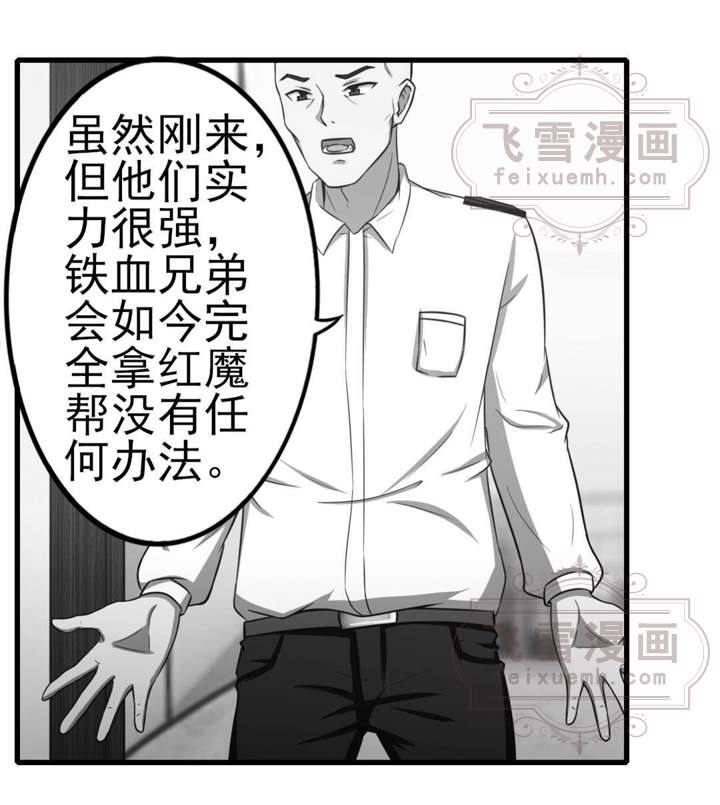 虽然刚来，
但他们实
力很强，
铁血兄弟
会如今完
全拿红魔
帮没有任
何办法。
飞雪漫画
feixuemh.com
飞雪漫画
feixuemh.com